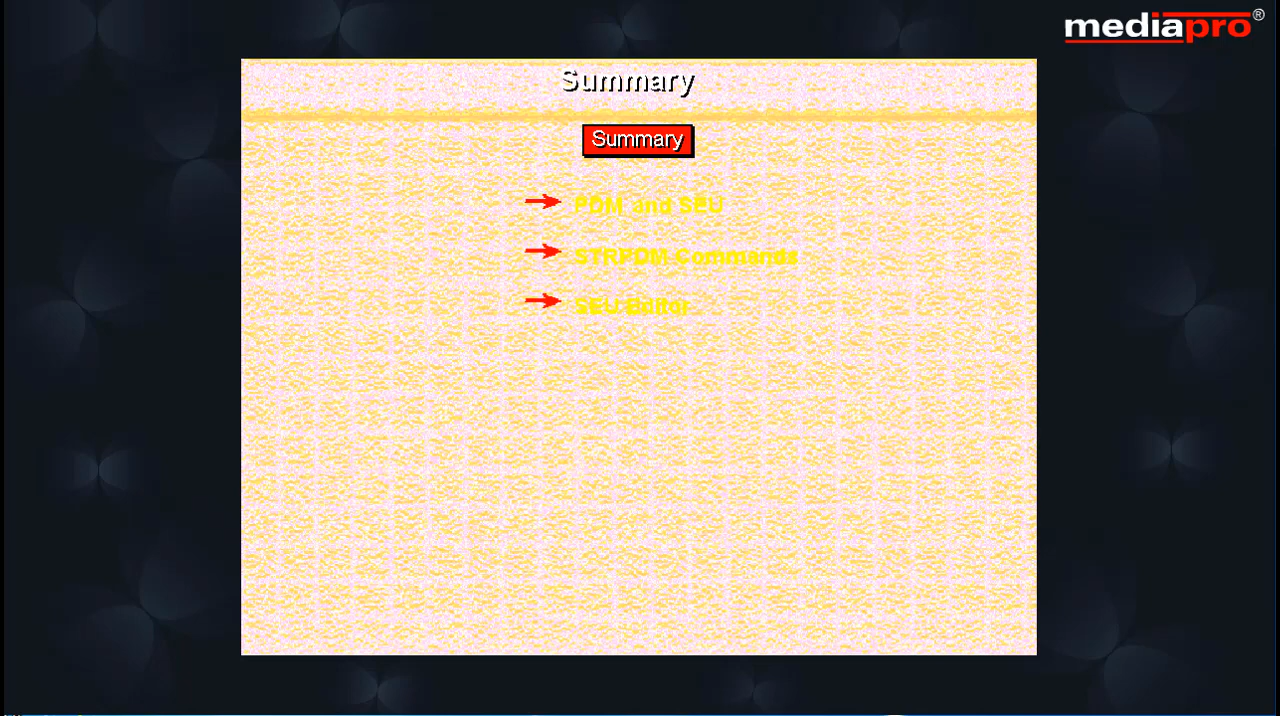 mediapro®
Summary
Summary
PDM and SEU
STRPDM Commands
SEU Editor